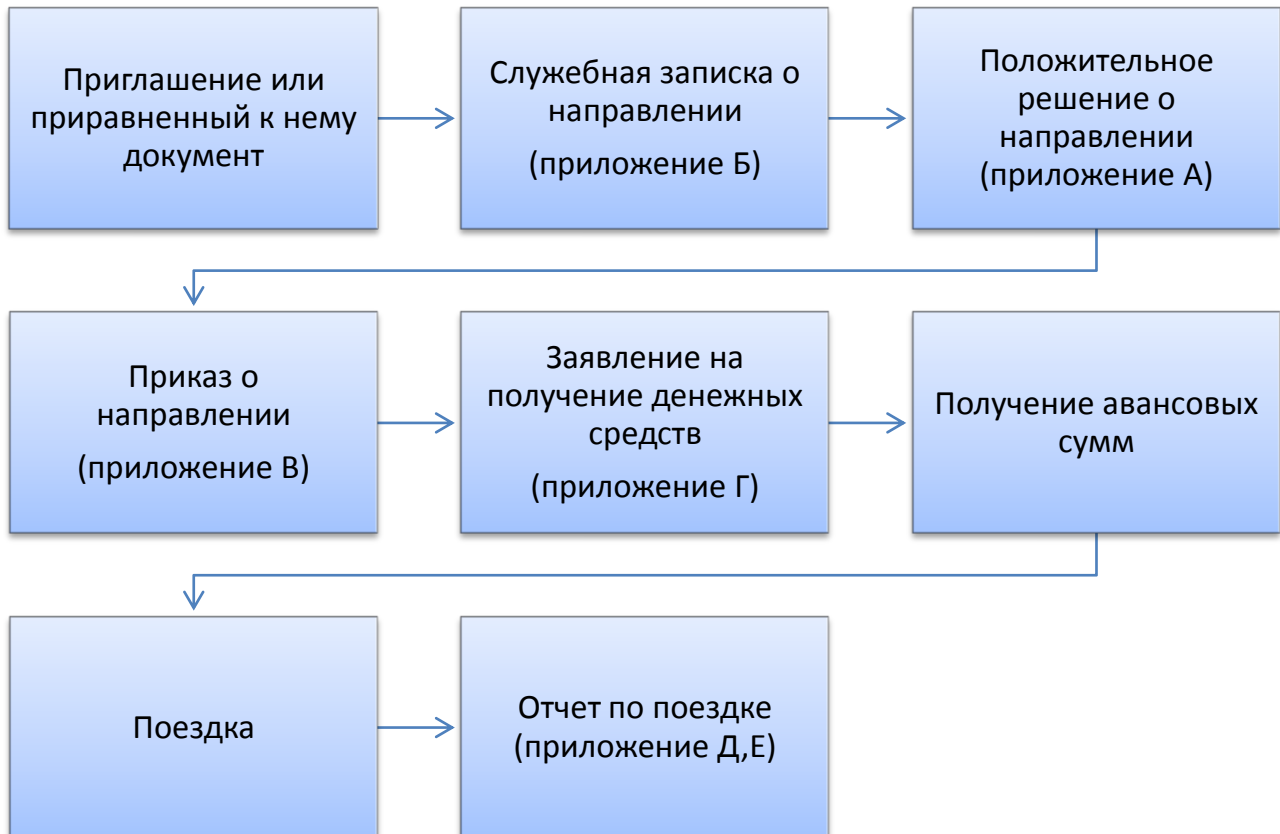 Приглашение или
приравненный к нему
документ
Служебная записка о
направлении
(приложение Б)
Положительное
решение о
направлении
(приложение А)
Приказ о
направлении
(приложение В)
Заявление на
получение денежных
средств
(приложение Г)
Получение авансовых
сумм
Поездка
Отчет по поездке
(приложение Д,Е)